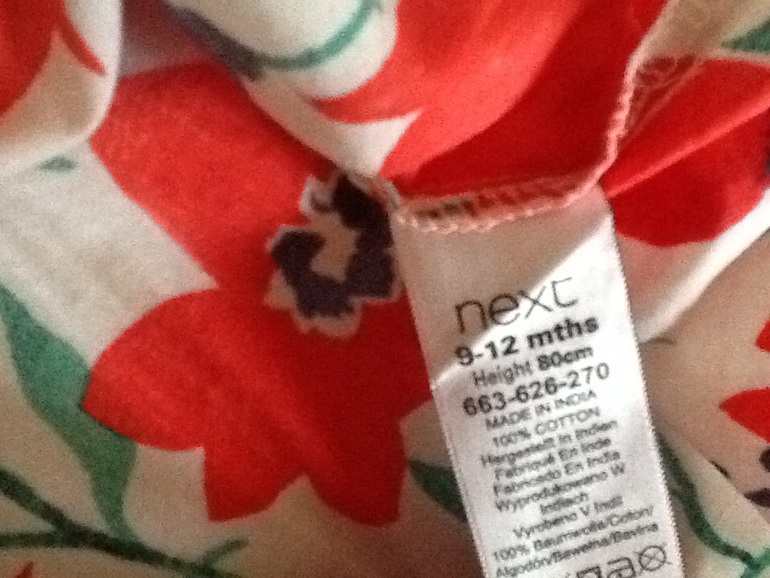 next
9-12 mths
Height 80cm
663-626-270
MADE IN INDIA
100% COTTON
Hergestellt in Indien
Fabriqué En Inde
Fabricado En India
Wyprodukowano W
Indiach
Vyrobeno V Indii
100% Baumwolle/Coton/
Algodón/Bawełna/Bavlna